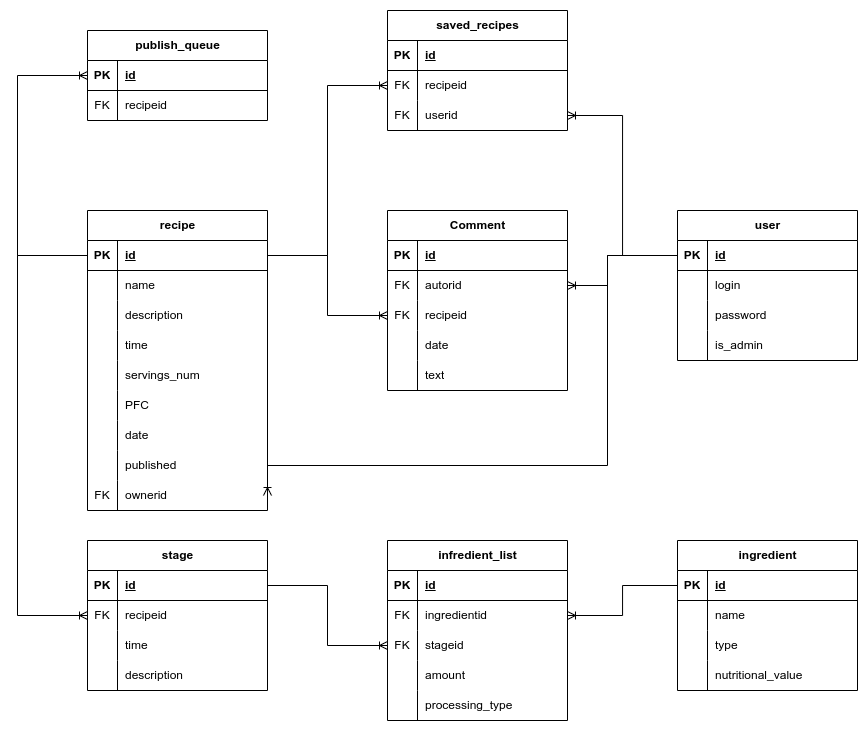 publish_queue
PK id
FK recipeid
saved_recipes
PK id
FK recipeid
FK userid
recipe
PK id
name
description
time
servings_num
PFC
date
published
FK ownerid
Comment
PK id
FK autorid
FK recipeid
date
text
user
PK id
login
password
is_admin
stage
PK id
FK recipeid
time
description
infredient_list
PK id
FK ingredientid
FK stageid
amount
processing_type
ingredient
PK id
name
type
nutritional_value